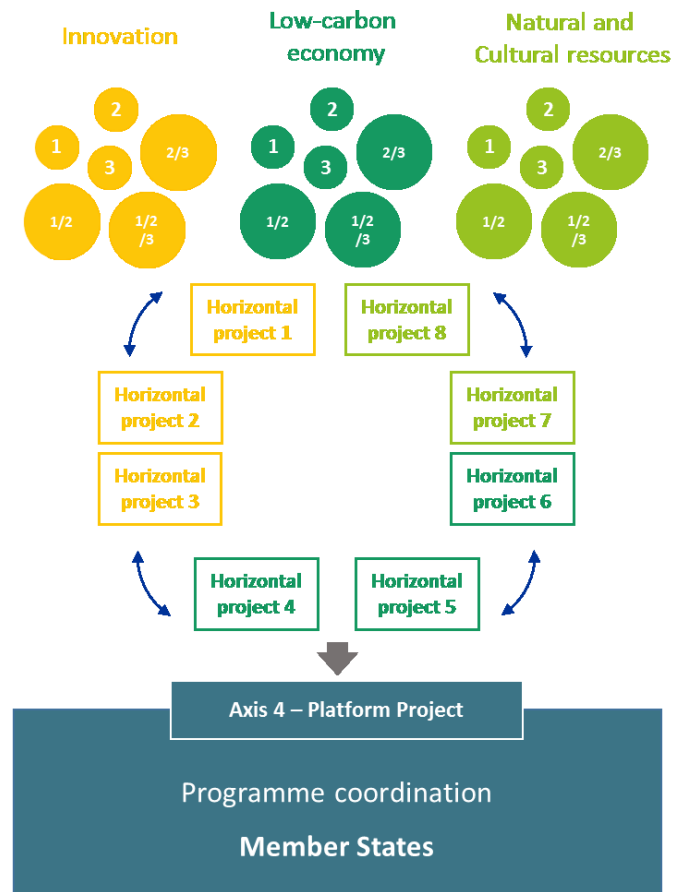 Innovation
Low-carbon
economy
Natural and
Cultural resources
2
1
3
2/3
1/2
1/2
/3
2
1
3
2/3
1/2
1/2
/3
2
1
3
2/3
1/2
1/2
/3
Horizontal
project 1
Horizontal
project 8
Horizontal
project 2
Horizontal
project 7
Horizontal
project 3
Horizontal
project 6
Horizontal
project 4
Horizontal
project 5
Axis 4 – Platform Project
Programme coordination
Member States